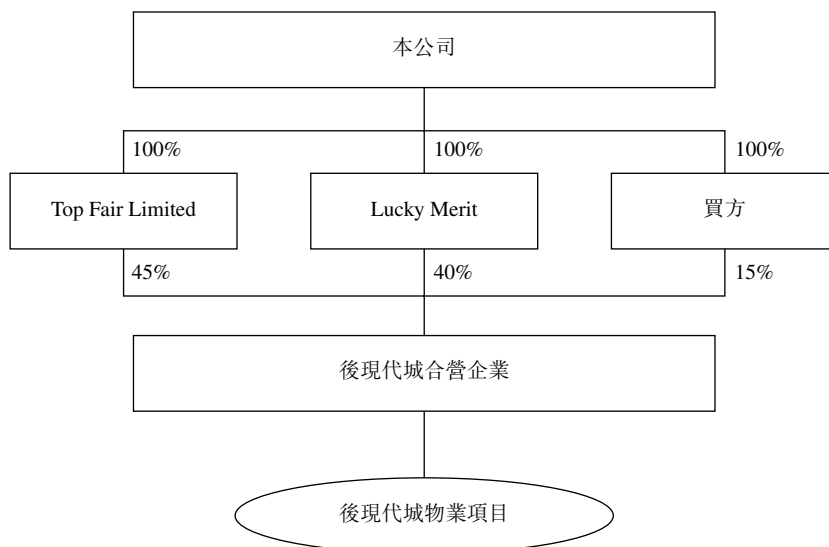 本公司
100% 100% 100%
Top Fair Limited Lucky Merit 買方
45% 40% 15%
後現代城合營企業
後現代城物業項目